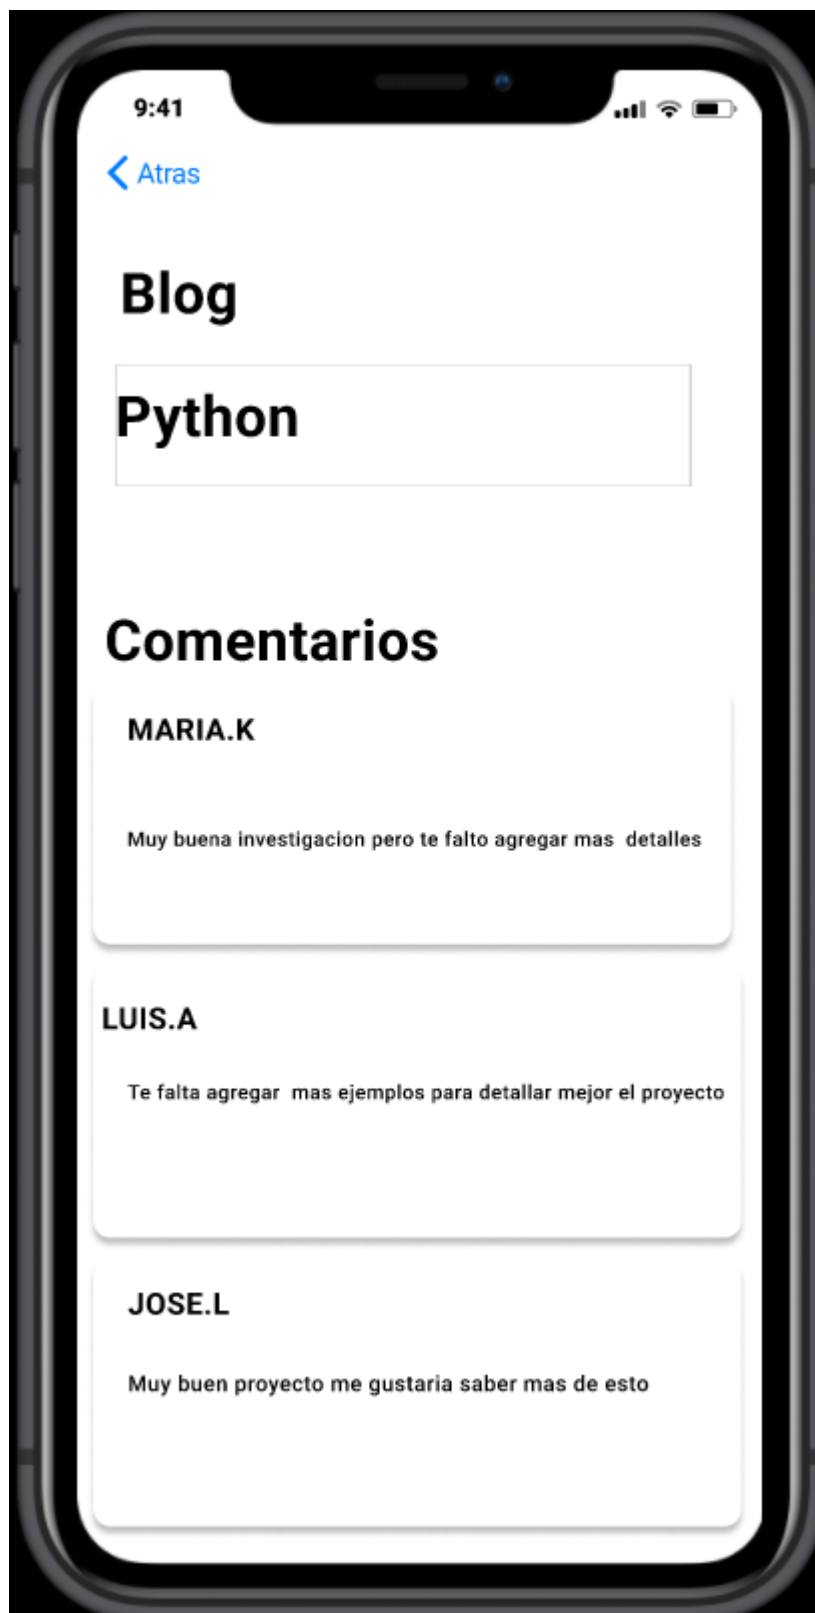 9:41
Atras
Blog
Python
Comentarios
MARIA.K
Muy buena investigacion pero te falto agregar mas  detalles
LUIS.A
Te falta agregar  mas ejemplos para detallar mejor el proyecto
JOSE.L
Muy buen proyecto me gustaria saber mas de esto